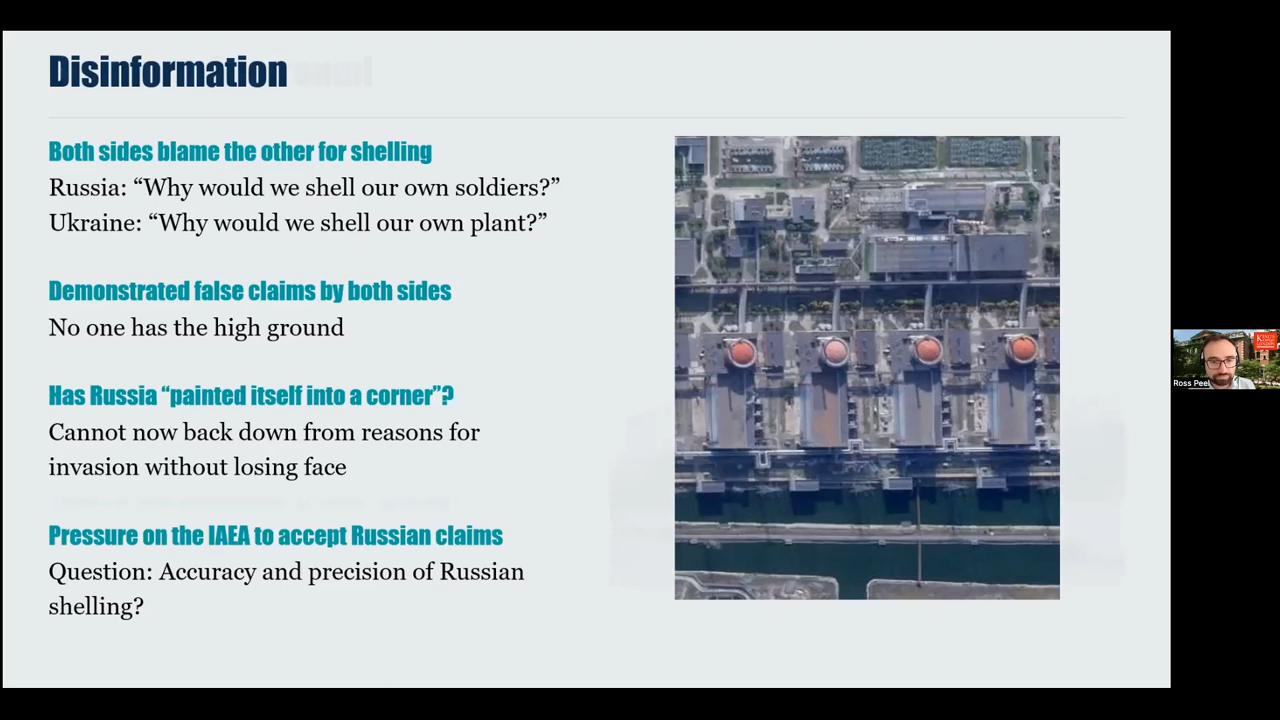 Disinformation
Both sides blame the other for shelling
Russia: “Why would we shell our own soldiers?”
Ukraine: “Why would we shell our own plant?”
Demonstrated false claims by both sides
No one has the high ground
Has Russia “painted itself into a corner”?
Cannot now back down from reasons for
invasion without losing face
Pressure on the IAEA to accept Russian claims
Question: Accuracy and precision of Russian
shelling?
KING'S
College
LONDON
Ross Peel